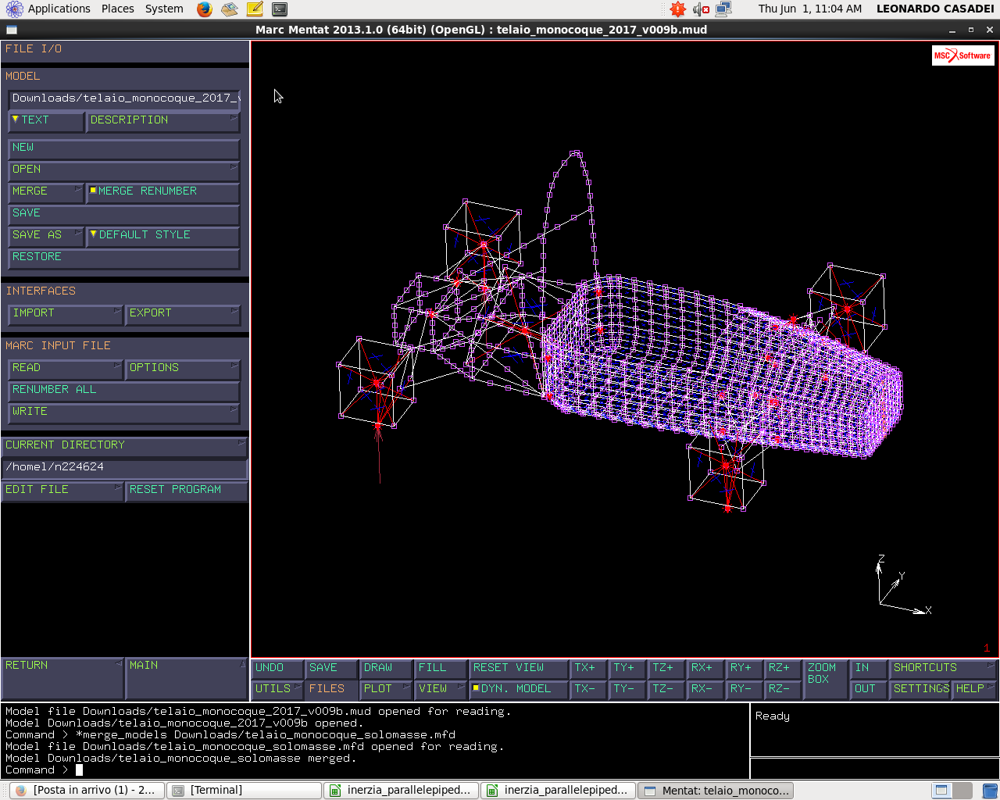 Applications Places System Thu Jun 1, 11:04 AM LEONARDO CASADEI
Marc Mentat 2013.1.0 (64bit) (OpenGL) : telaio_monocoque_2017_v009b.mud
FILE I/O
MODEL
Downloads/telaio_monocoque_2017_v
TEXT DESCRIPTION
NEW
OPEN
MERGE MERGE RENUMBER
SAVE
SAVE AS DEFAULT STYLE
RESTORE
INTERFACES
IMPORT EXPORT
MARC INPUT FILE
READ OPTIONS
RENUMBER ALL
WRITE
CURRENT DIRECTORY
/homel/n224624
EDIT FILE RESET PROGRAM
RETURN MAIN
MSC Software
Z
Y
X
1
UNDO SAVE DRAW FILL RESET VIEW TX+ TY+ TZ+ RX+ RY+ RZ+ ZOOM BOX IN SHORTCUTS
UTILS FILES PLOT VIEW DYN. MODEL TX- TY- TZ- RX- RY- RZ- OUT SETTINGS HELP
Model file Downloads/telaio_monocoque_2017_v009b.mud opened for reading.
Model Downloads/telaio_monocoque_2017_v009b opened.
Command > *merge_models Downloads/telaio_monocoque_solomasse.mfd
Model file Downloads/telaio_monocoque_solomasse.mfd opened for reading.
Model Downloads/telaio_monocoque_solomasse merged.
Command >
Ready
[Posta in arrivo (1) - 2... [Terminal] inerzia_parallelepiped... inerzia_parallelepiped... Mentat: telaio_monoco...